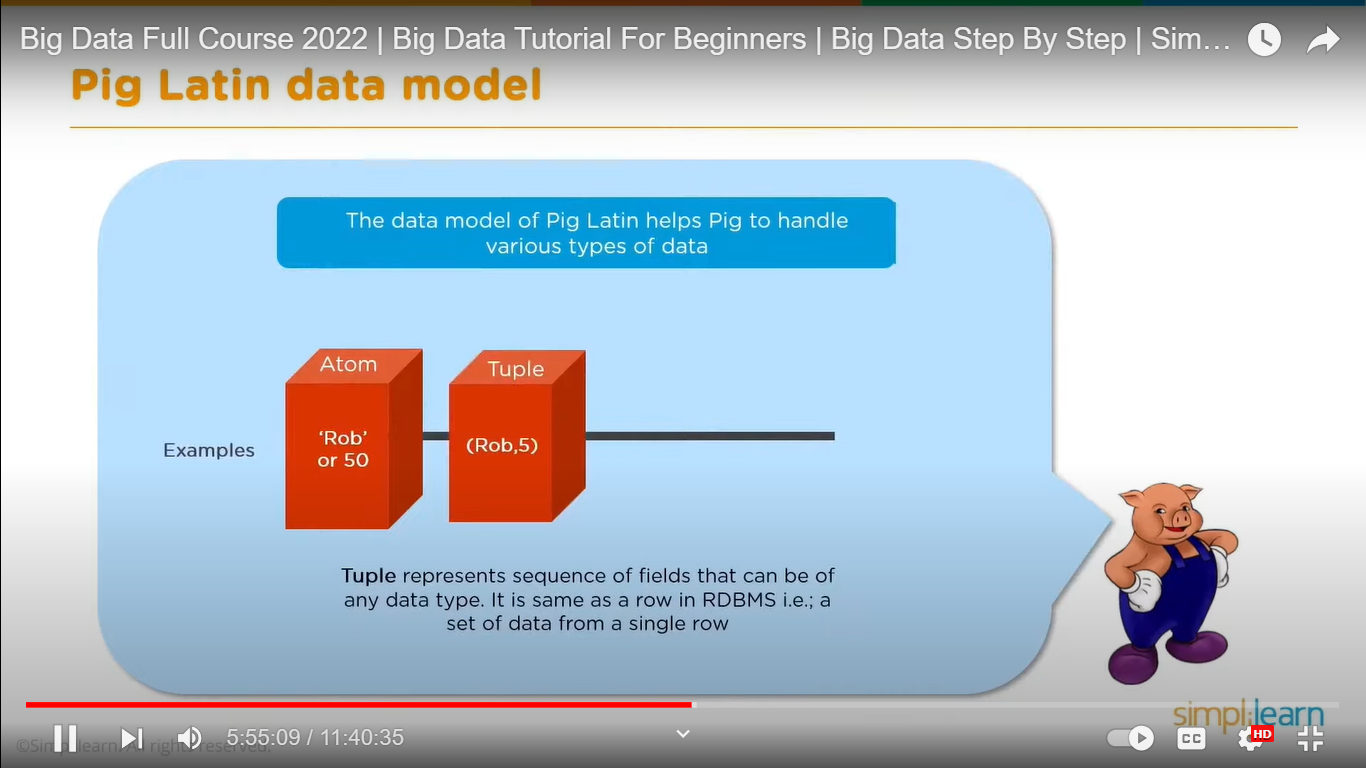 Big Data Full Course 2022 | Big Data Tutorial For Beginners | Big Data Step By Step | Sim...
Pig Latin data model
The data model of Pig Latin helps Pig to handle
various types of data
Atom
Tuple
Examples
‘Rob’
or 50
(Rob,5)
Tuple represents sequence of fields that can be of
any data type. It is same as a row in RDBMS i.e.; a
set of data from a single row
simplilearn
©Simplilearn. All rights reserved.
5:55:09 / 11:40:35
CC
HD